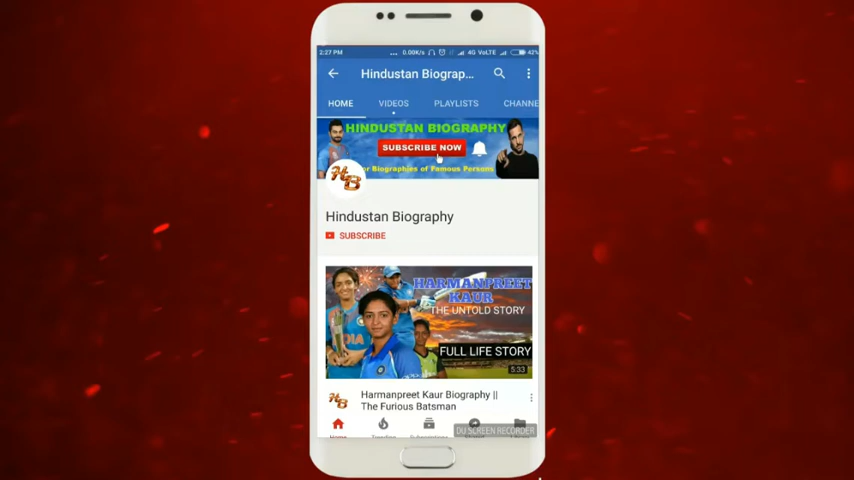 2:27 PM
... 0.00K/s 4G VoLTE 42%
Hindustan Biograp...
HOME VIDEOS PLAYLISTS CHANNE
HINDUSTAN BIOGRAPHY
SUBSCRIBE NOW
or Biographies of Famous Persons
HB
Hindustan Biography
SUBSCRIBE
HARMANPREET
KAUR
THE UNTOLD STORY
FULL LIFE STORY
5:33
HB
Harmanpreet Kaur Biography ||
The Furious Batsman
DU SCREEN RECORDER